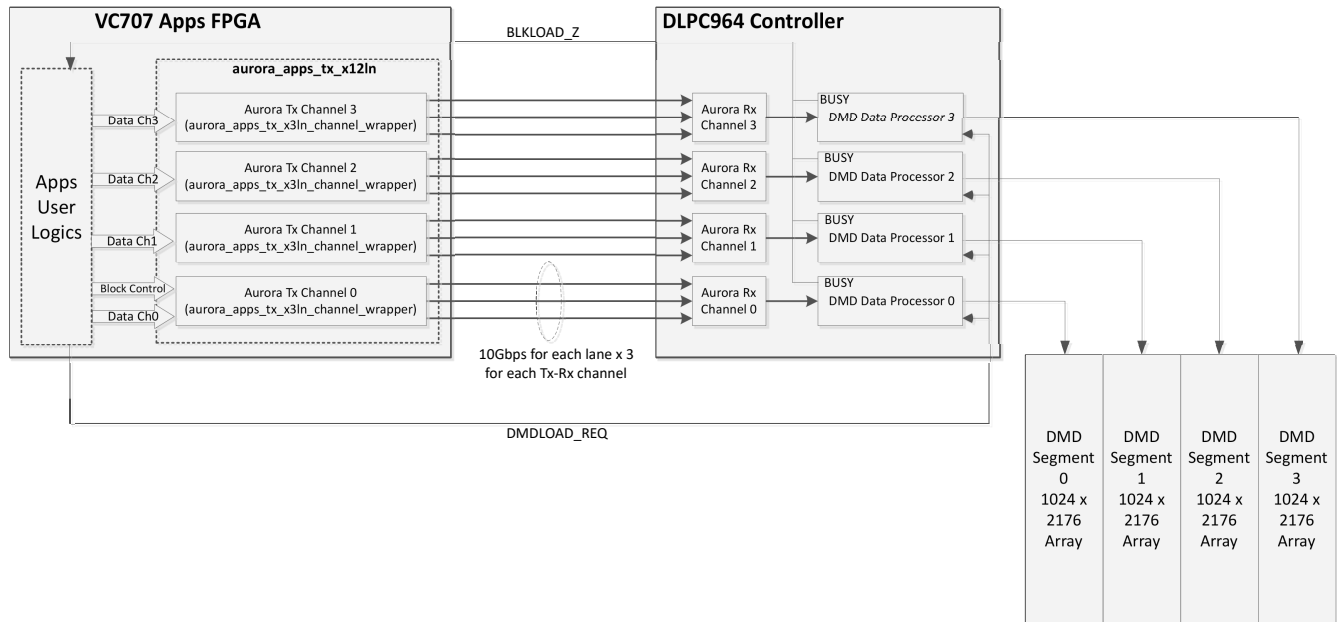 VC707 Apps FPGA
DLPC964 Controller
BLKLOAD_Z
aurora_apps_tx_x12ln
Apps
User
Logics
Data Ch3
Aurora Tx Channel 3
(aurora_apps_tx_x3ln_channel_wrapper)
Aurora Rx
Channel 3
BUSY
DMD Data Processor 3
Data Ch2
Aurora Tx Channel 2
(aurora_apps_tx_x3ln_channel_wrapper)
Aurora Rx
Channel 2
BUSY
DMD Data Processor 2
Data Ch1
Aurora Tx Channel 1
(aurora_apps_tx_x3ln_channel_wrapper)
Aurora Rx
Channel 1
BUSY
DMD Data Processor 1
Block Control
Data Ch0
Aurora Tx Channel 0
(aurora_apps_tx_x3ln_channel_wrapper)
Aurora Rx
Channel 0
BUSY
DMD Data Processor 0
10Gbps for each lane x 3
for each Tx-Rx channel
DMDLOAD_REQ
DMD
Segment
0
1024 x
2176
Array
DMD
Segment
1
1024 x
2176
Array
DMD
Segment
2
1024 x
2176
Array
DMD
Segment
3
1024 x
2176
Array